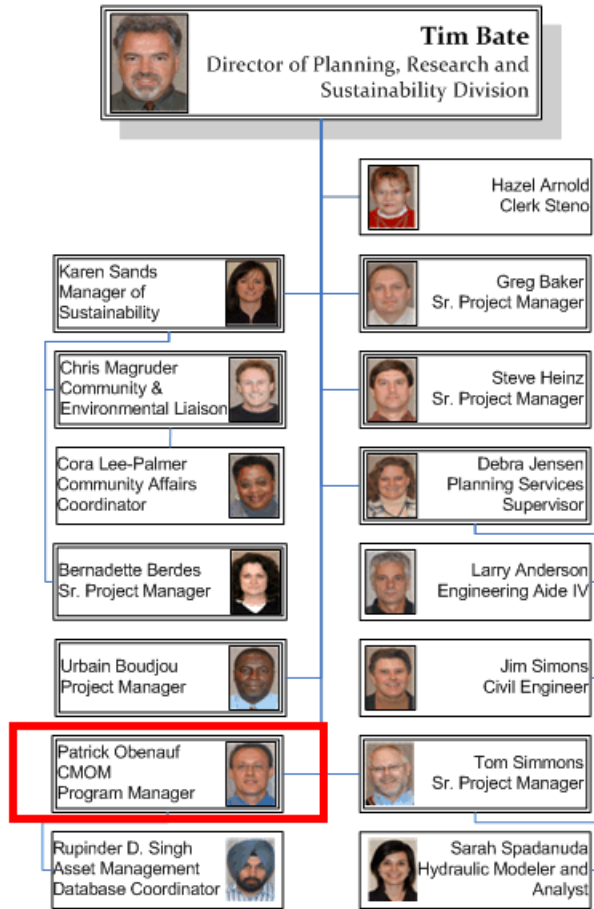 Tim Bate
Director of Planning, Research and
Sustainability Division
Hazel Arnold
Clerk Steno
Karen Sands
Manager of
Sustainability
Greg Baker
Sr. Project Manager
Chris Magruder
Community &
Environmental Liaison
Steve Heinz
Sr. Project Manager
Cora Lee-Palmer
Community Affairs
Coordinator
Debra Jensen
Planning Services
Supervisor
Bernadette Berdes
Sr. Project Manager
Larry Anderson
Engineering Aide IV
Urbain Boudjou
Project Manager
Jim Simons
Civil Engineer
Patrick Obenauf
CMOM
Program Manager
Tom Simmons
Sr. Project Manager
Rupinder D. Singh
Asset Management
Database Coordinator
Sarah Spadanuda
Hydraulic Modeler and
Analyst